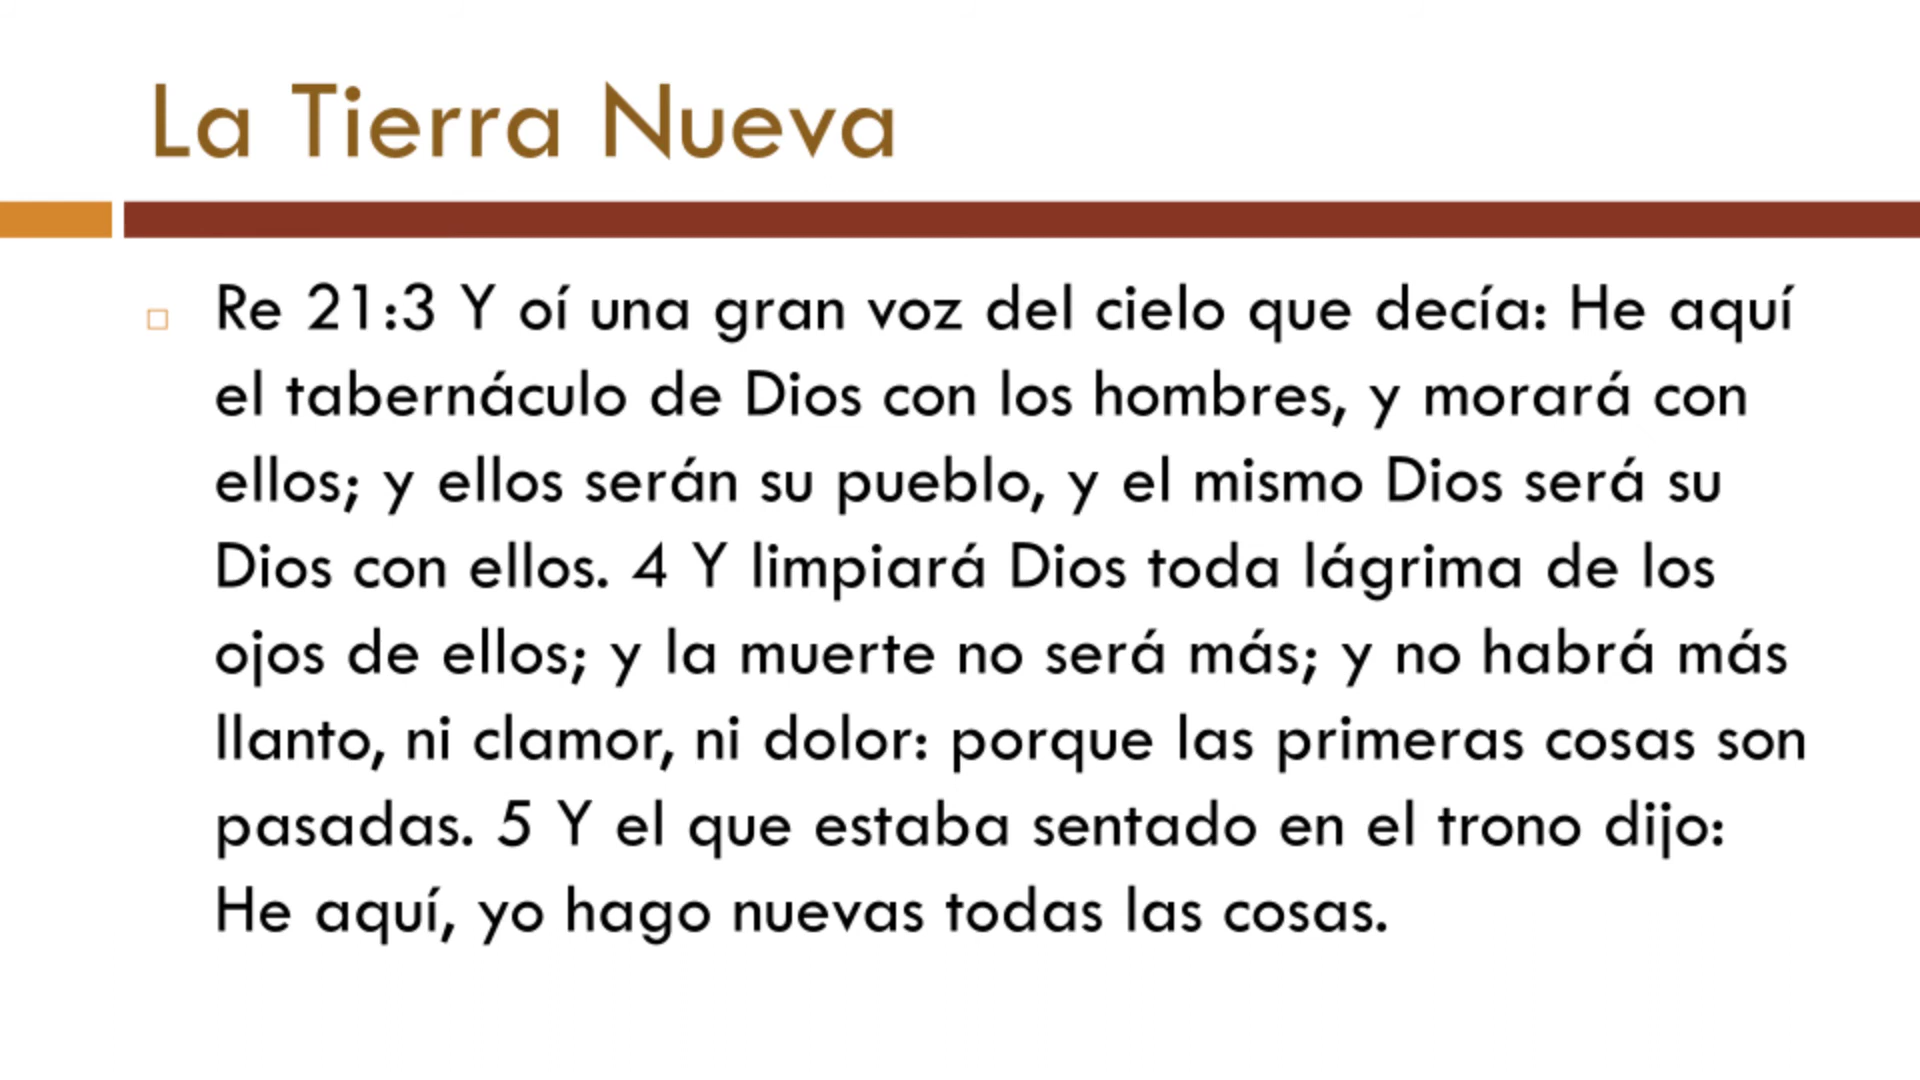 La Tierra Nueva
Re 21:3 Y oí una gran voz del cielo que decía: He aquí
el tabernáculo de Dios con los hombres, y morará con
ellos; y ellos serán su pueblo, y el mismo Dios será su
Dios con ellos. 4 Y limpiará Dios toda lágrima de los
ojos de ellos; y la muerte no será más; y no habrá más
llanto, ni clamor, ni dolor: porque las primeras cosas son
pasadas. 5 Y el que estaba sentado en el trono dijo:
He aquí, yo hago nuevas todas las cosas.